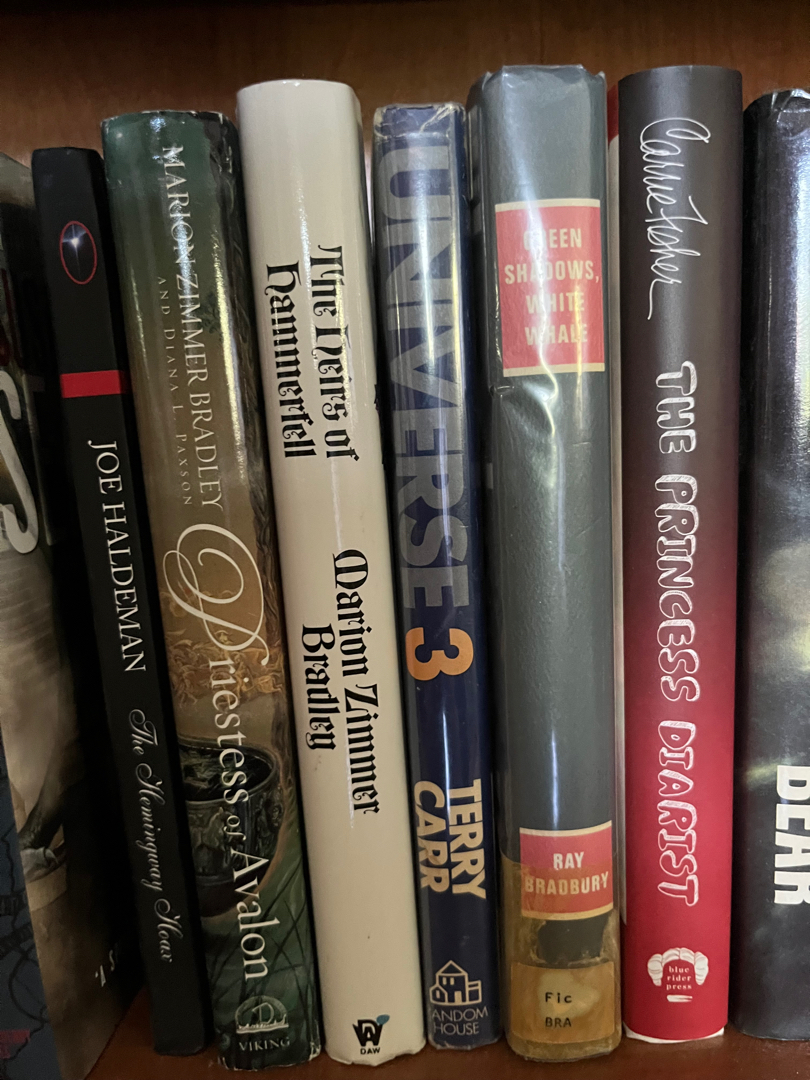 JOE HALDEMAN
The Hemingway Hoax
MARION ZIMMER BRADLEY
AND DIANA L. PAXSON
Priestess of Avalon
VIKING
The Heirs of
Hammerfell
Marion Zimmer
Bradley
DAW
UNIVERSE 3
TERRY
CARR
ANDOM
HOUSE
GREEN
SHADOWS,
WHITE
WHALE
RAY
BRADBURY
Fic
BRA
Carrie Fisher
THE PRINCESS DIARIST
blue
rider
press